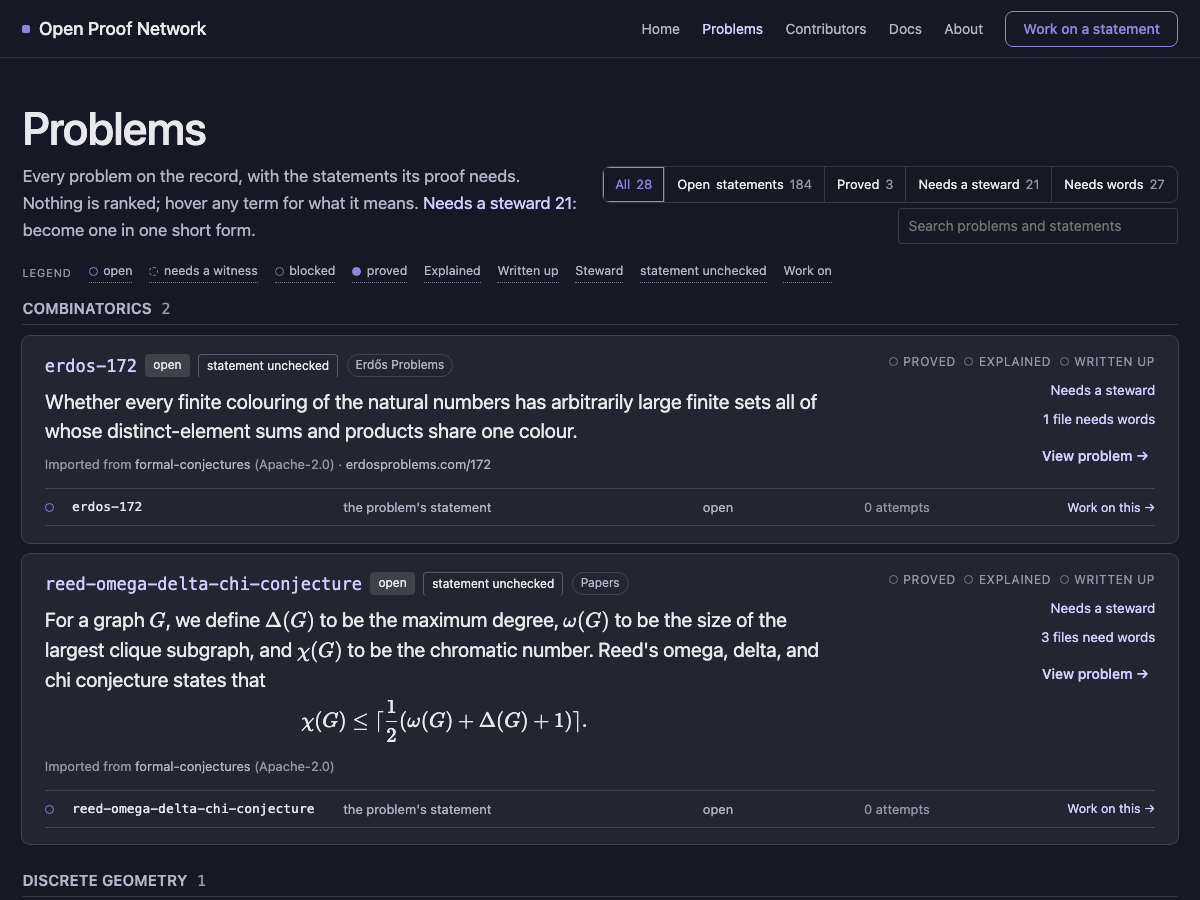 Open Proof Network
Home Problems Contributors Docs About Work on a statement
Problems
Every problem on the record, with the statements its proof needs.
Nothing is ranked; hover any term for what it means. Needs a steward 21:
become one in one short form.
All 28 Open statements 184 Proved 3 Needs a steward 21 Needs words 27
Search problems and statements
LEGEND open needs a witness blocked proved Explained Written up Steward statement unchecked Work on
COMBINATORICS 2
erdos-172 open statement unchecked Erdős Problems
PROVED EXPLAINED WRITTEN UP
Whether every finite colouring of the natural numbers has arbitrarily large finite sets all of
whose distinct-element sums and products share one colour.
Needs a steward
1 file needs words
View problem →
Imported from formal-conjectures (Apache-2.0) · erdosproblems.com/172
erdos-172 the problem's statement open 0 attempts Work on this →
reed-omega-delta-chi-conjecture open statement unchecked Papers
PROVED EXPLAINED WRITTEN UP
For a graph G, we define Δ(G) to be the maximum degree, ω(G) to be the size of the
largest clique subgraph, and χ(G) to be the chromatic number. Reed's omega, delta, and
chi conjecture states that
χ(G) ≤ ⌈1/2(ω(G) + Δ(G) + 1)⌉.
Needs a steward
3 files need words
View problem →
Imported from formal-conjectures (Apache-2.0)
reed-omega-delta-chi-conjecture the problem's statement open 0 attempts Work on this →
DISCRETE GEOMETRY 1